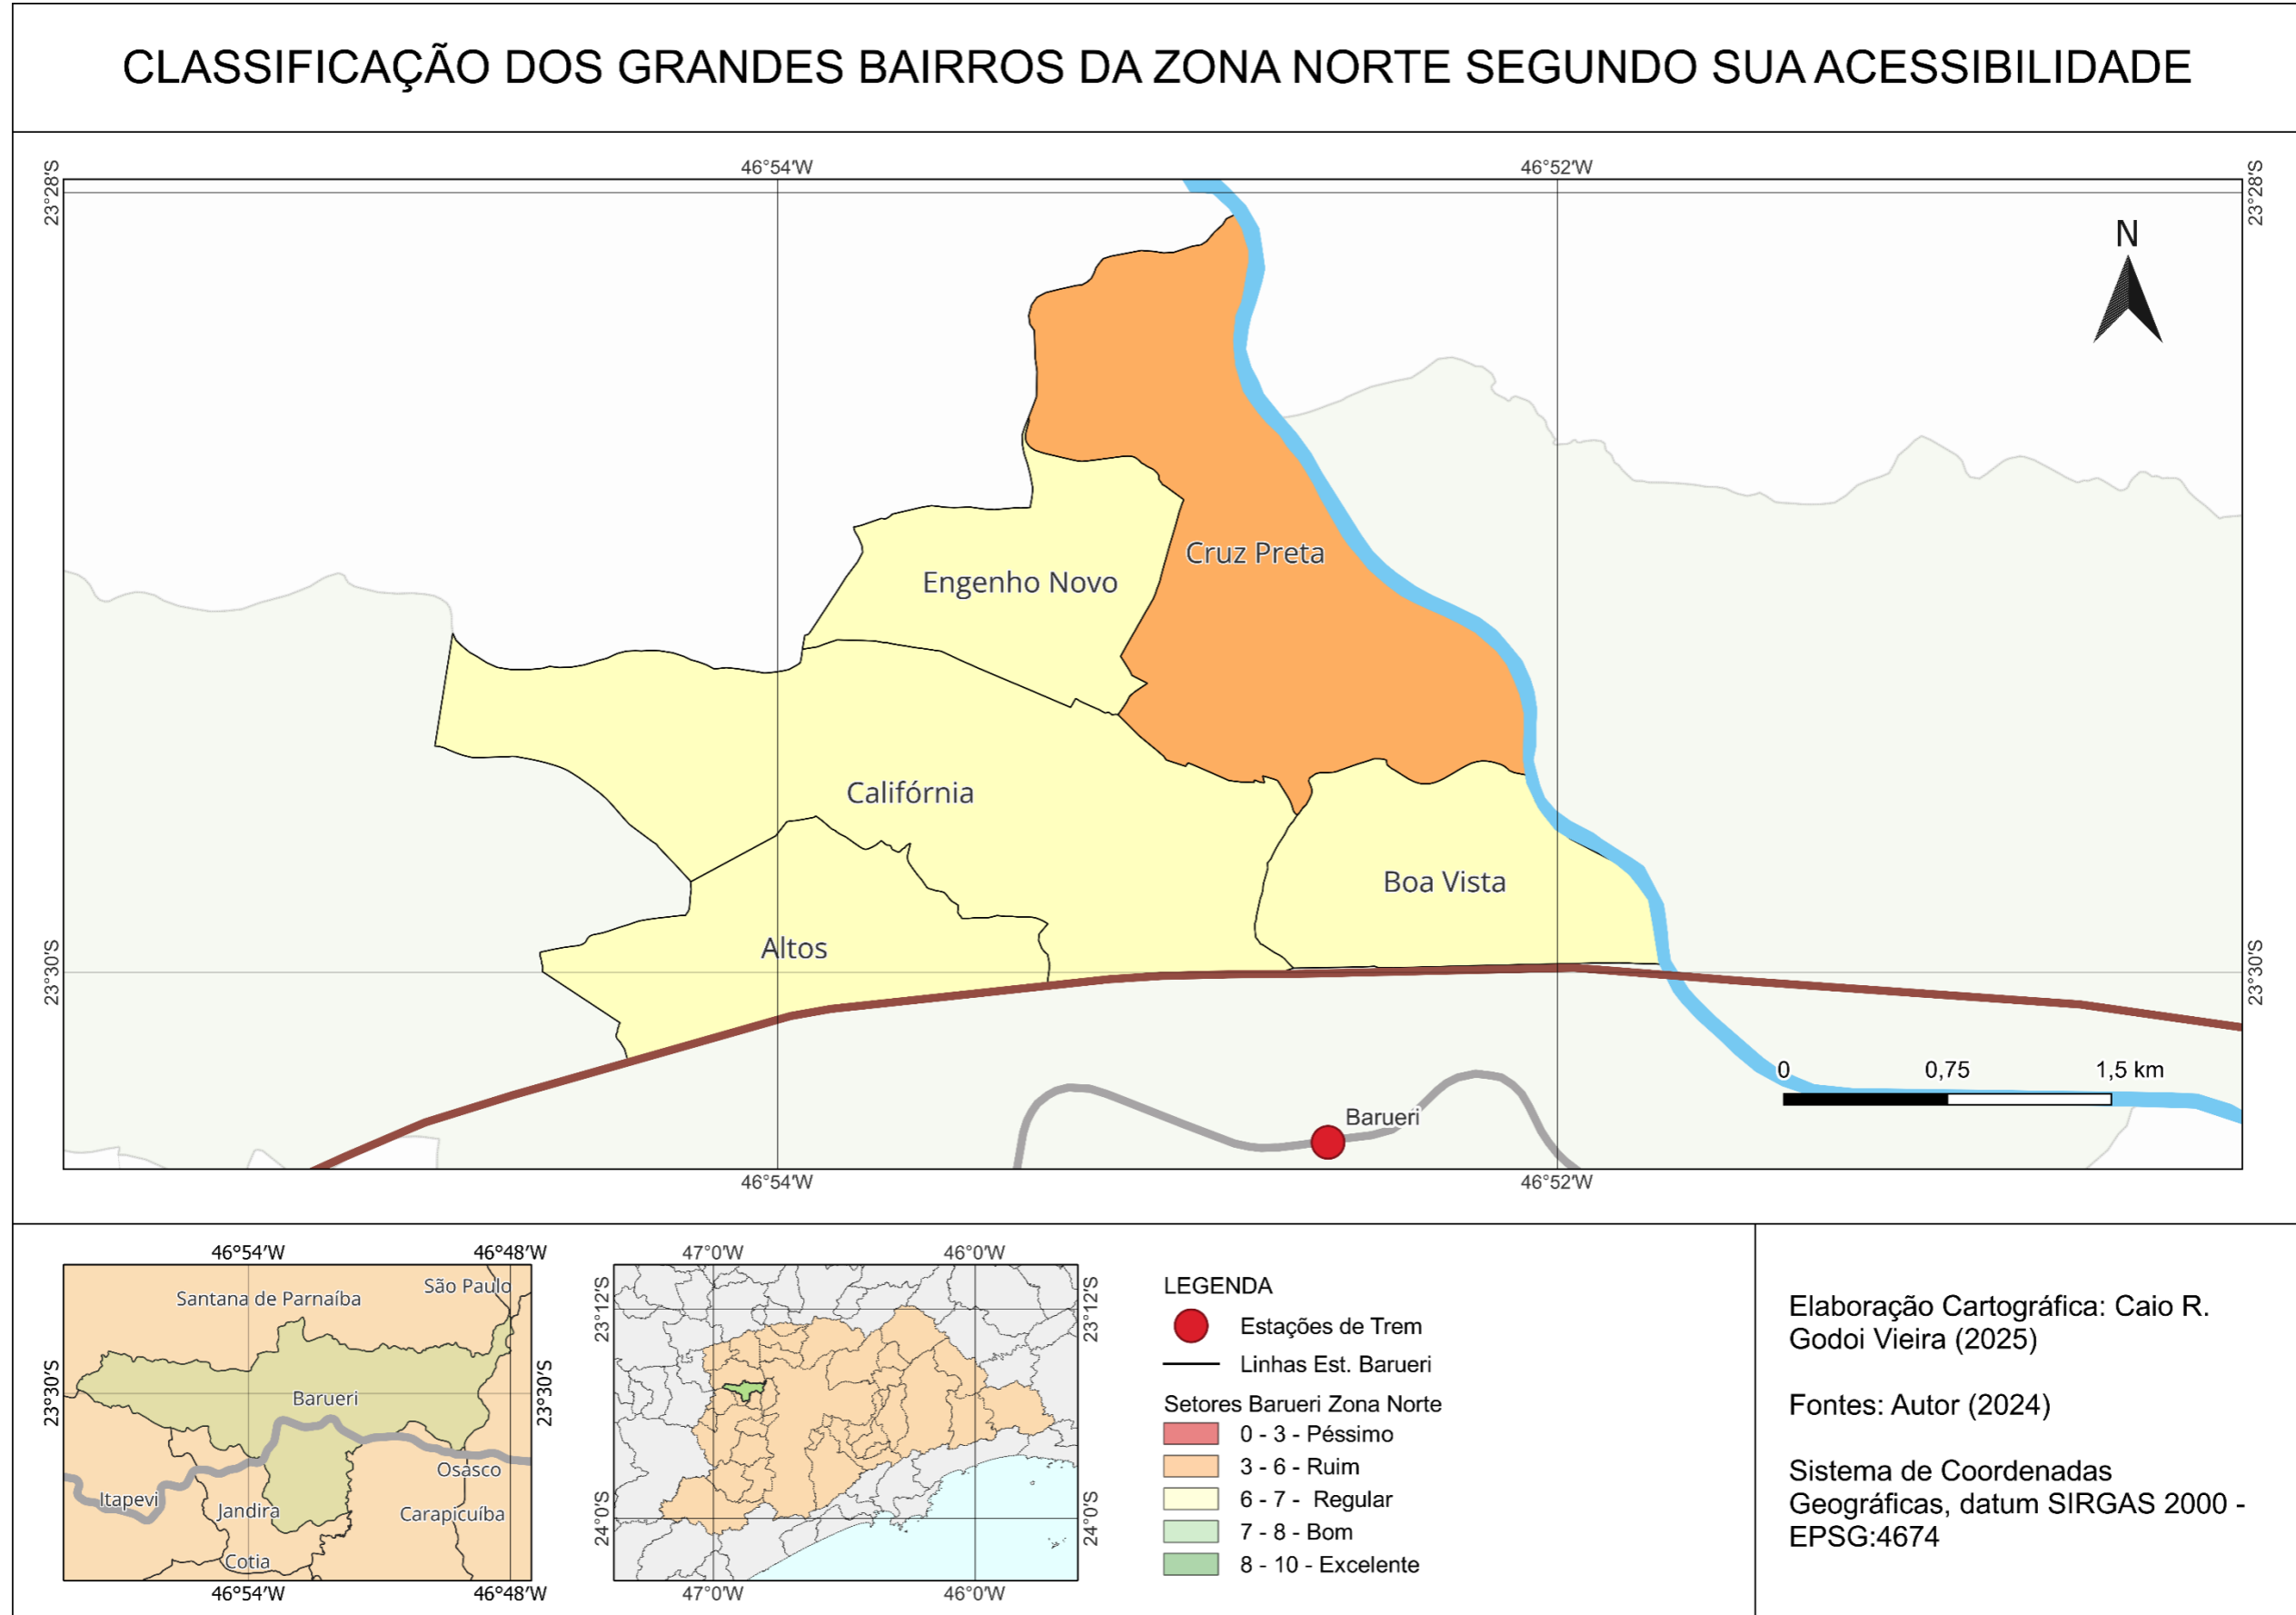 CLASSIFICAÇÃO DOS GRANDES BAIRROS DA ZONA NORTE SEGUNDO SUA ACESSIBILIDADE
46°54'W
46°52'W
23°28'S
23°28'S
N
Cruz Preta
Engenho Novo
Califórnia
Boa Vista
Altos
23°30'S
23°30'S
0
0,75
1,5 km
Barueri
46°54'W
46°52'W
46°54'W
46°48'W
São Paulo
Santana de Parnaíba
23°30'S
23°30'S
Barueri
Osasco
Itapevi
Jandira
Carapicuíba
Cotia
46°54'W
46°48'W
47°0'W
46°0'W
23°12'S
23°12'S
24°0'S
24°0'S
47°0'W
46°0'W
LEGENDA
Estações de Trem
Linhas Est. Barueri
Setores Barueri Zona Norte
0 - 3 - Péssimo
3 - 6 - Ruim
6 - 7 - Regular
7 - 8 - Bom
8 - 10 - Excelente
Elaboração Cartográfica: Caio R.
Godoi Vieira (2025)
Fontes: Autor (2024)
Sistema de Coordenadas
Geográficas, datum SIRGAS 2000 -
EPSG:4674